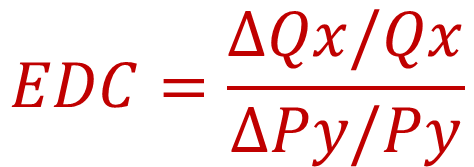 EDC = ΔQx/Qx
ΔPy/Py